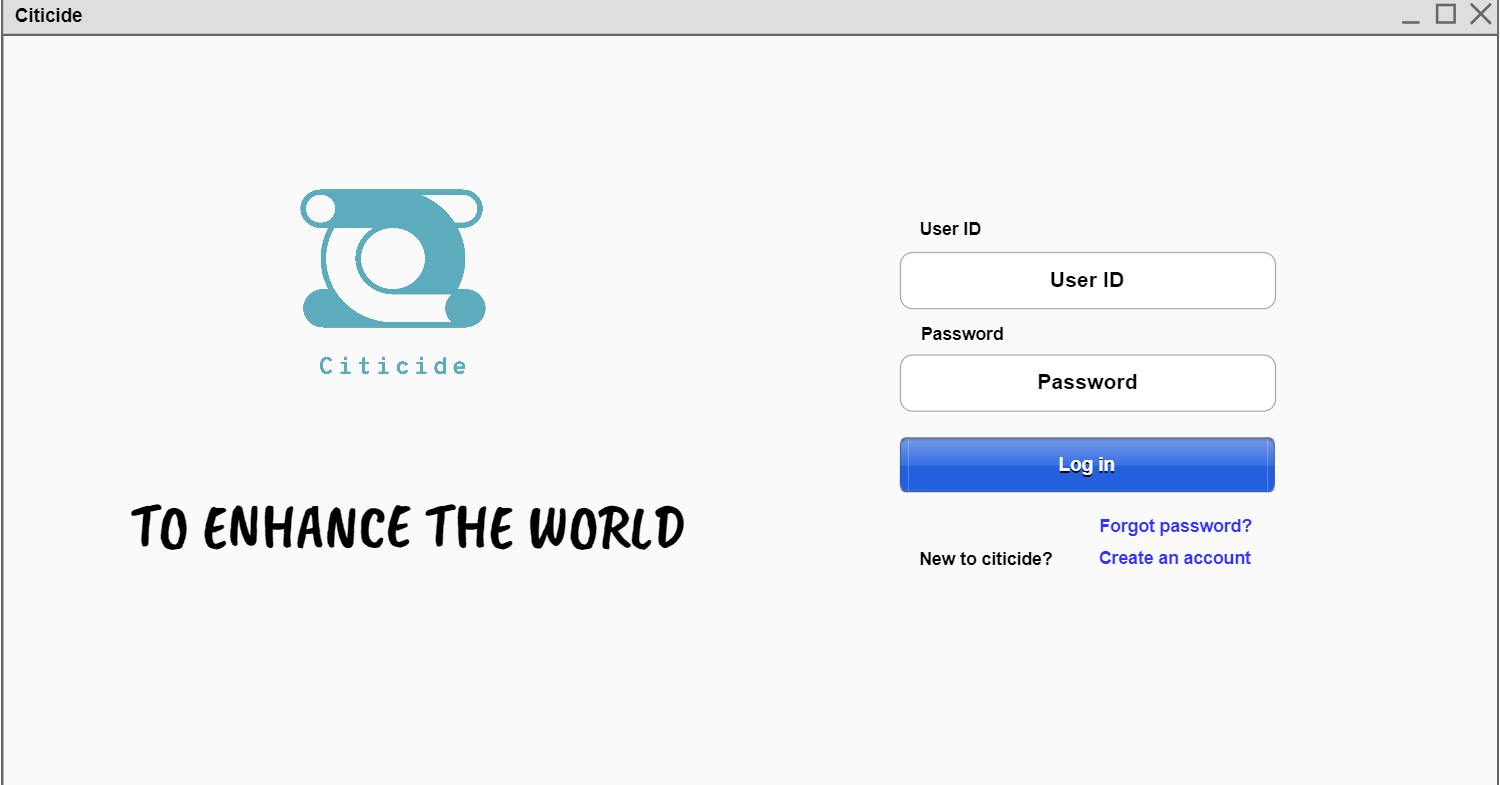 Citicide
Citicide
TO ENHANCE THE WORLD
User ID
User ID
Password
Password
Log in
Forgot password?
New to citicide? Create an account